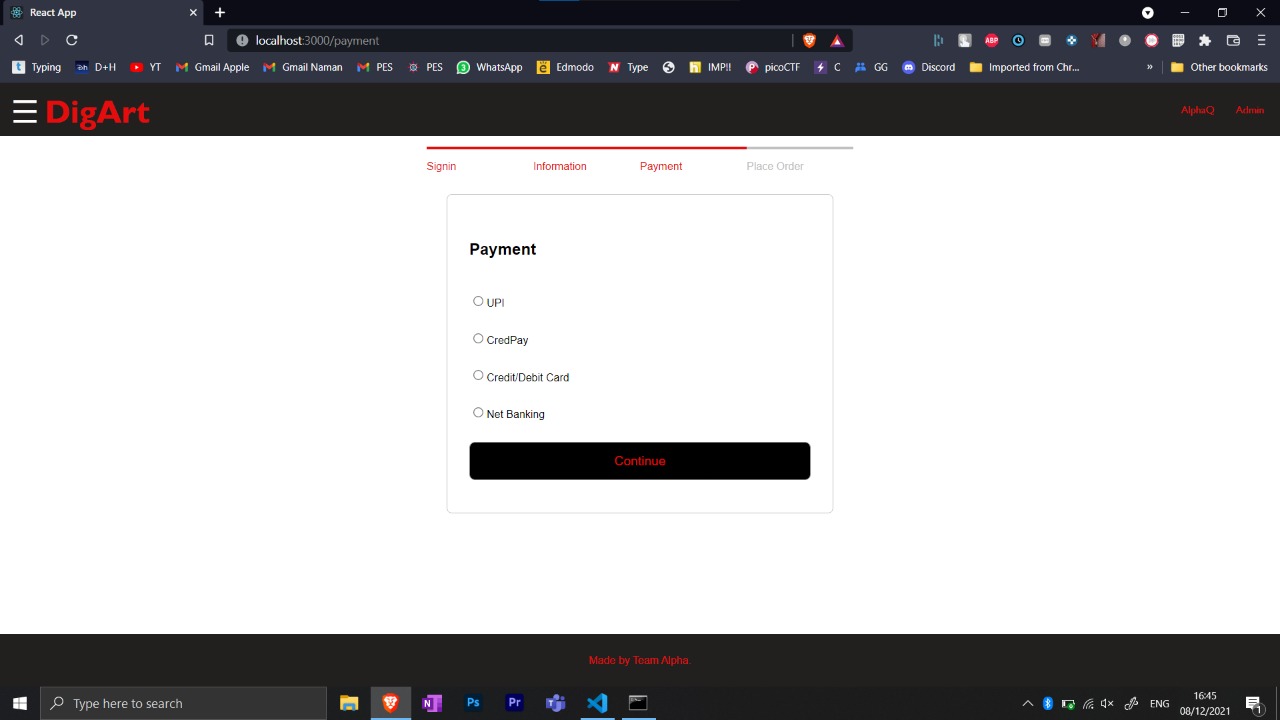 React App
localhost:3000/payment
Typing D+H YT Gmail Apple Gmail Naman PES PES WhatsApp Edmodo Type IMP!! picoCTF C GG Discord Imported from Chr... » Other bookmarks
DigArt AlphaQ Admin
Signin Information Payment Place Order
Payment
UPI
CredPay
Credit/Debit Card
Net Banking
Continue
Made by Team Alpha.
Type here to search
ENG 16:45
08/12/2021